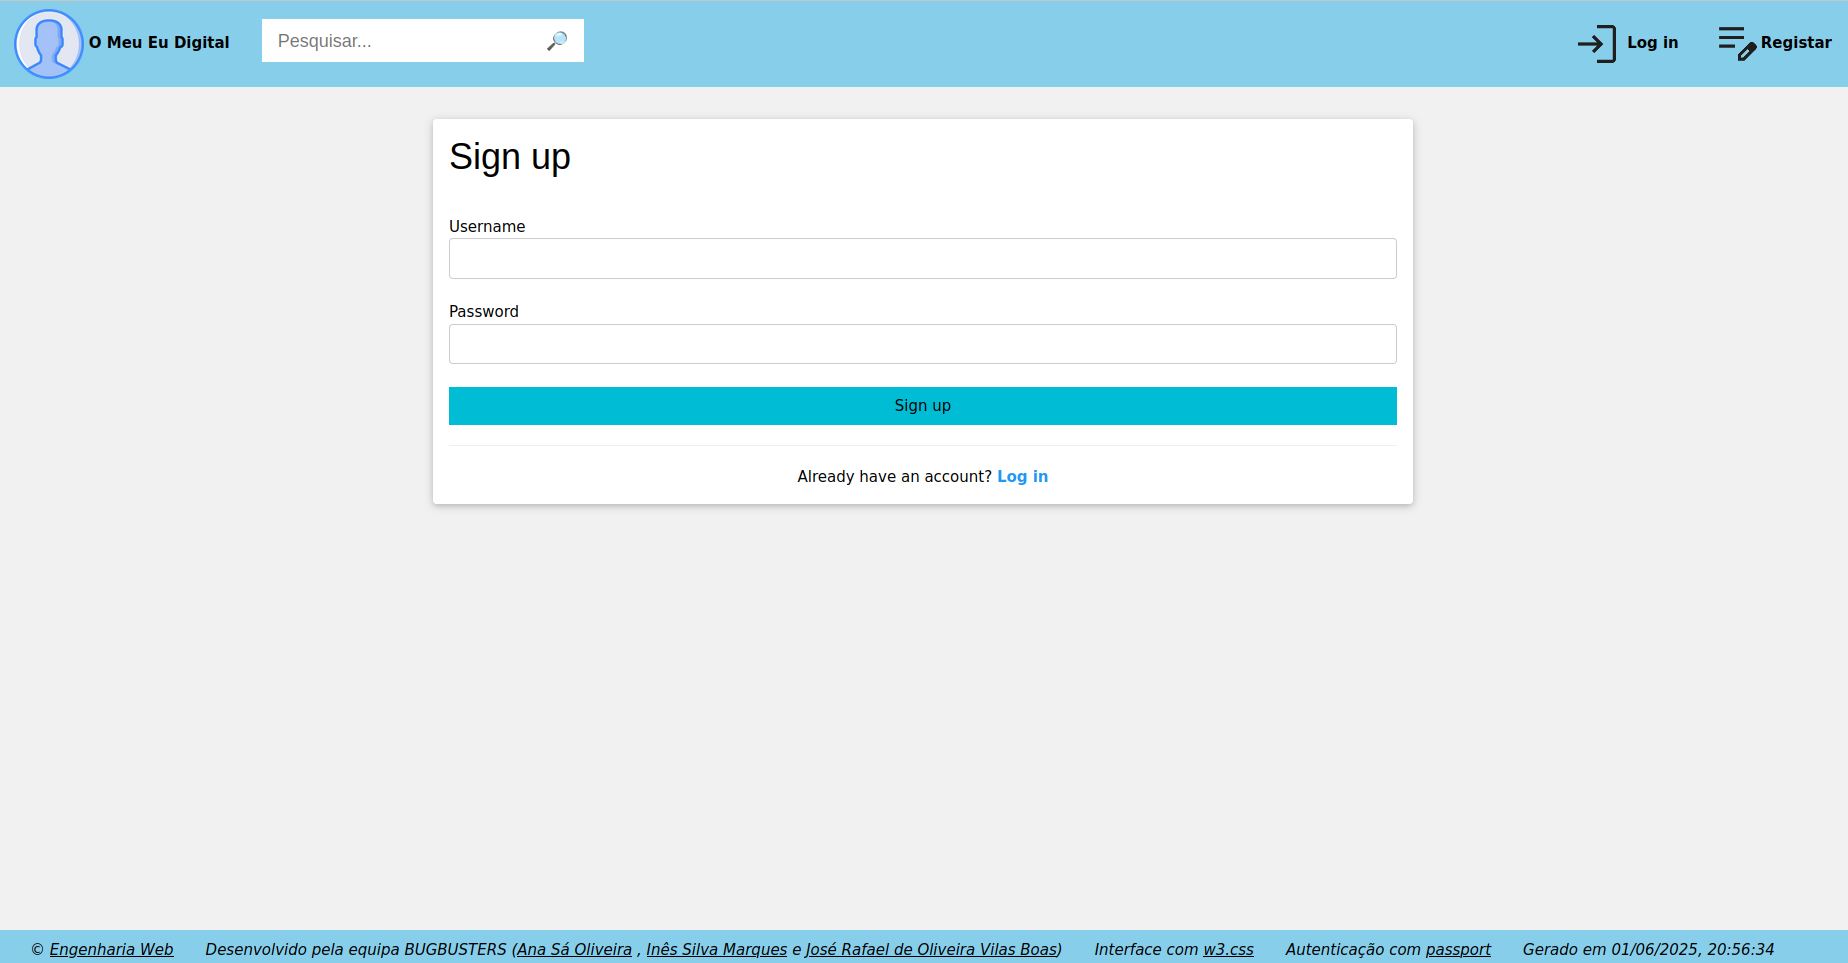 O Meu Eu Digital Pesquisar... Log in Registar
Sign up
Username
Password
Sign up
Already have an account? Log in
© Engenharia Web Desenvolvido pela equipa BUGBUSTERS (Ana Sá Oliveira , Inês Silva Marques e José Rafael de Oliveira Vilas Boas) Interface com w3.css Autenticação com passport Gerado em 01/06/2025, 20:56:34